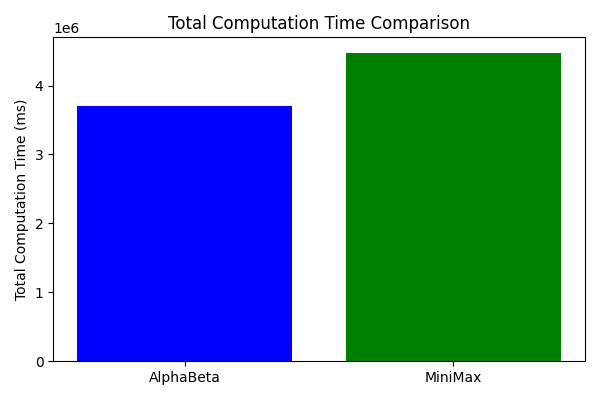 Total Computation Time Comparison
1e6
Total Computation Time (ms)
4
3
2
1
0
AlphaBeta
MiniMax